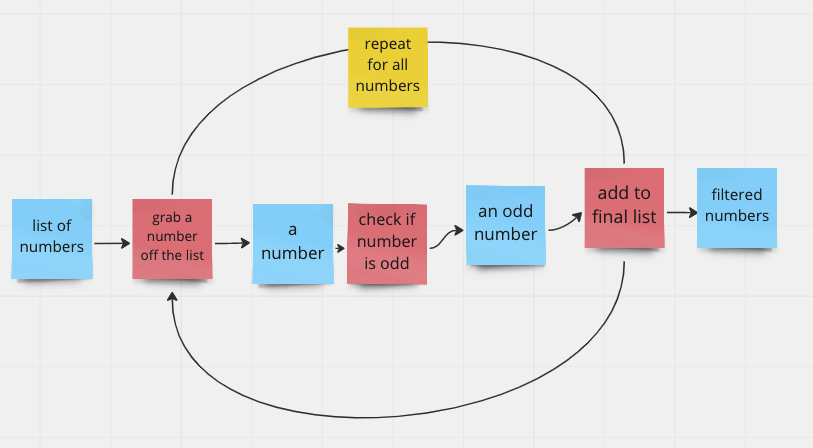 repeat
for all
numbers
list of
numbers
grab a
number
off the list
a
number
check if
number
is odd
an odd
number
add to
final list
filtered
numbers